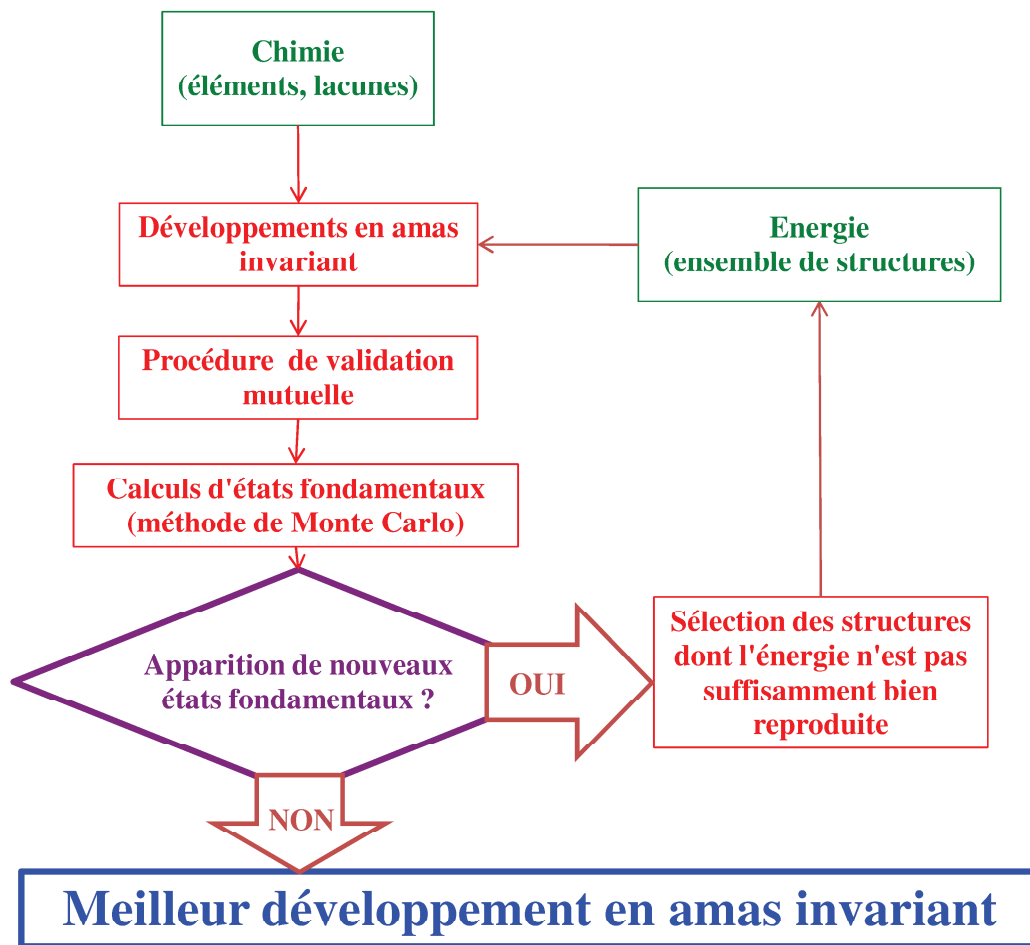 Chimie
(éléments, lacunes)
Développements en amas
invariant
Energie
(ensemble de structures)
Procédure de validation
mutuelle
Calculs d'états fondamentaux
(méthode de Monte Carlo)
Apparition de nouveaux
états fondamentaux ?
OUI
Sélection des structures
dont l'énergie n'est pas
suffisamment bien
reproduite
NON
Meilleur développement en amas invariant